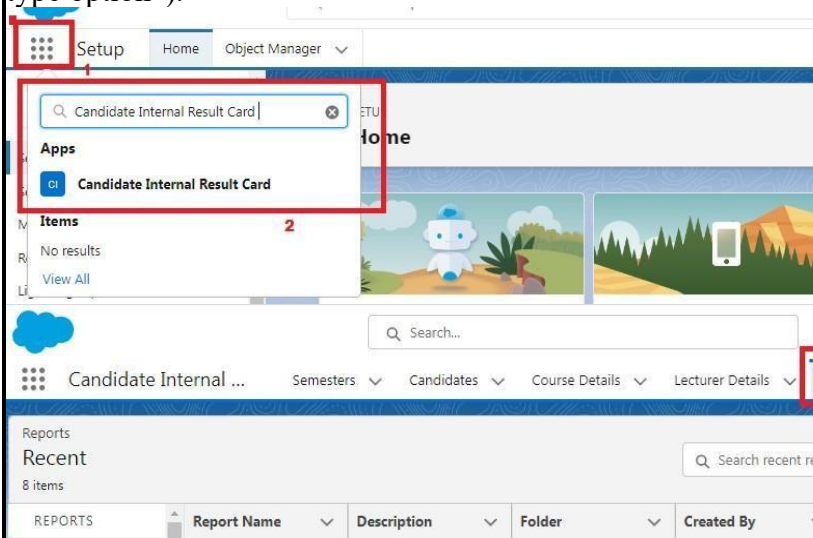 type option").
Setup Home Object Manager
1
Candidate Internal Result Card
Apps
CI Candidate Internal Result Card
Home
Items
2
No results
View All
Search...
Candidate Internal ... Semesters Candidates Course Details Lecturer Details
Reports
Recent
8 items
Search recent re
REPORTS Report Name Description Folder Created By